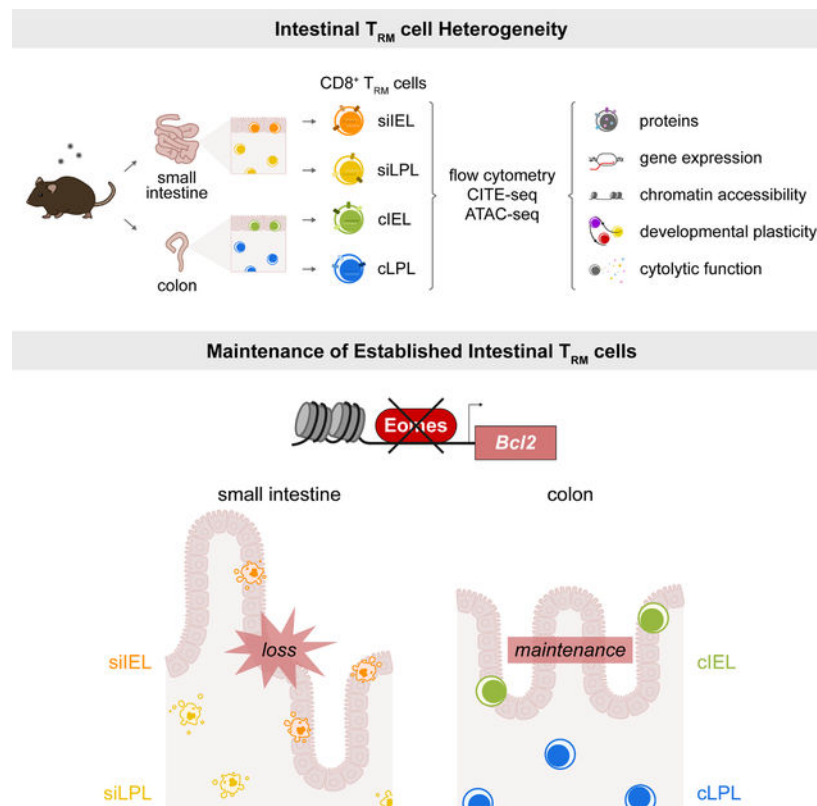 Intestinal TRM cell Heterogeneity
CD8+ TRM cells
small
intestine
colon
siIEL
siLPL
cIEL
cLPL
flow cytometry
CITE-seq
ATAC-seq
proteins
gene expression
chromatin accessibility
developmental plasticity
cytolytic function
Maintenance of Established Intestinal TRM cells
Eomes
Bcl2
small intestine
colon
loss
maintenance
siIEL
cIEL
siLPL
cLPL